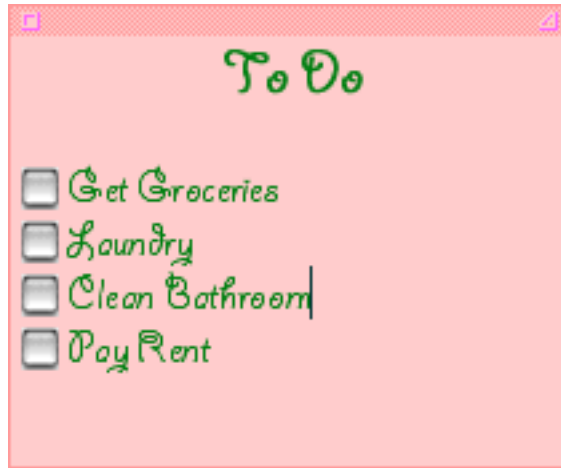 To Do
Get Groceries
Laundry
Clean Bathroom
Pay Rent